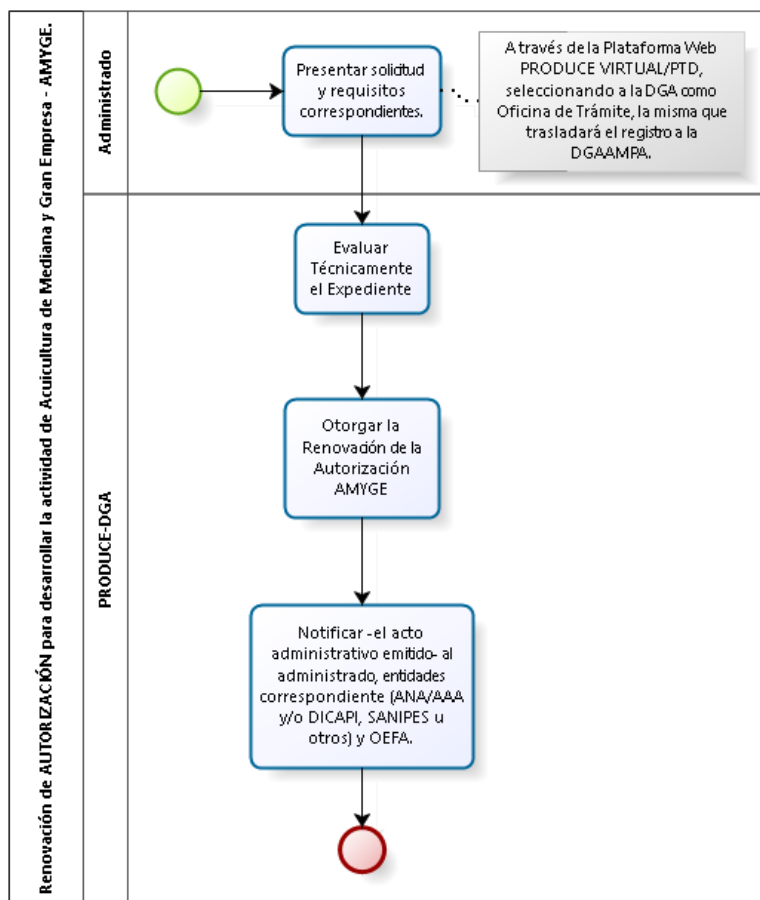 Renovación de AUTORIZACIÓN para desarrollar la actividad de Acuicultura de Mediana y Gran Empresa - AMYGE.
Administrado
Presentar solicitud
y requisitos
correspondientes.
A través de la Plataforma Web
PRODUCE VIRTUAL/PTD,
seleccionando a la DGA como
Oficina de Trámite, la misma que
trasladará el registro a la
DGAAMPA.
PRODUCE-DGA
Evaluar
Técnicamente
el Expediente
Otorgar la
Renovación de la
Autorización
AMYGE
Notificar -el acto
administrativo emitido- al
administrado, entidades
correspondiente (ANA/AAA
y/o DICAPI, SANIPES u
otros) y OEFA.